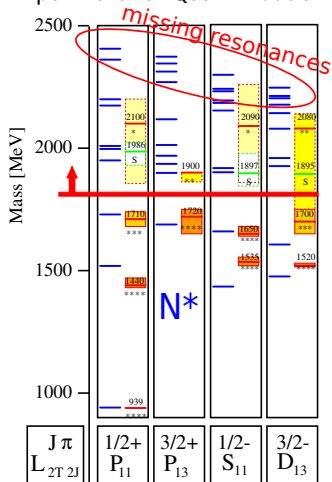 missing resonances
2500
2000
1500
1000
Mass [MeV]
2100
*
1986
S
1710
***
1440
****
939
****
1900
**
1720
****
2090
*
1897
S
1650
****
1535
****
2080
**
1895
S
1700
***
1520
****
N*
J π
L2T 2J
1/2+
P11
3/2+
P13
1/2-
S11
3/2-
D13